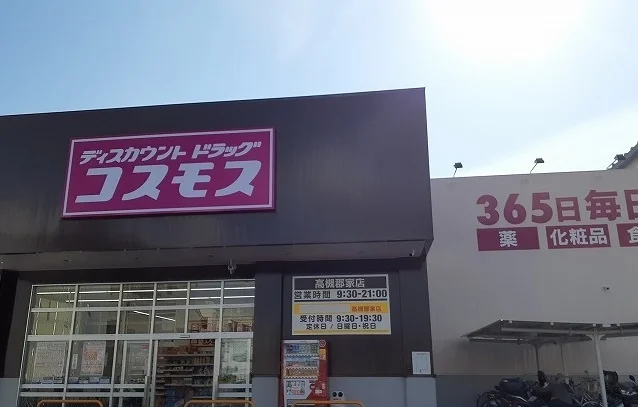 ディスカウント ドラッグ
コスモス
365日毎日
薬 化粧品 食
高槻郡家店
営業時間 9:30-21:00
高槻郡家店
受付時間 9:30-19:30
定休日/日曜日・祝日